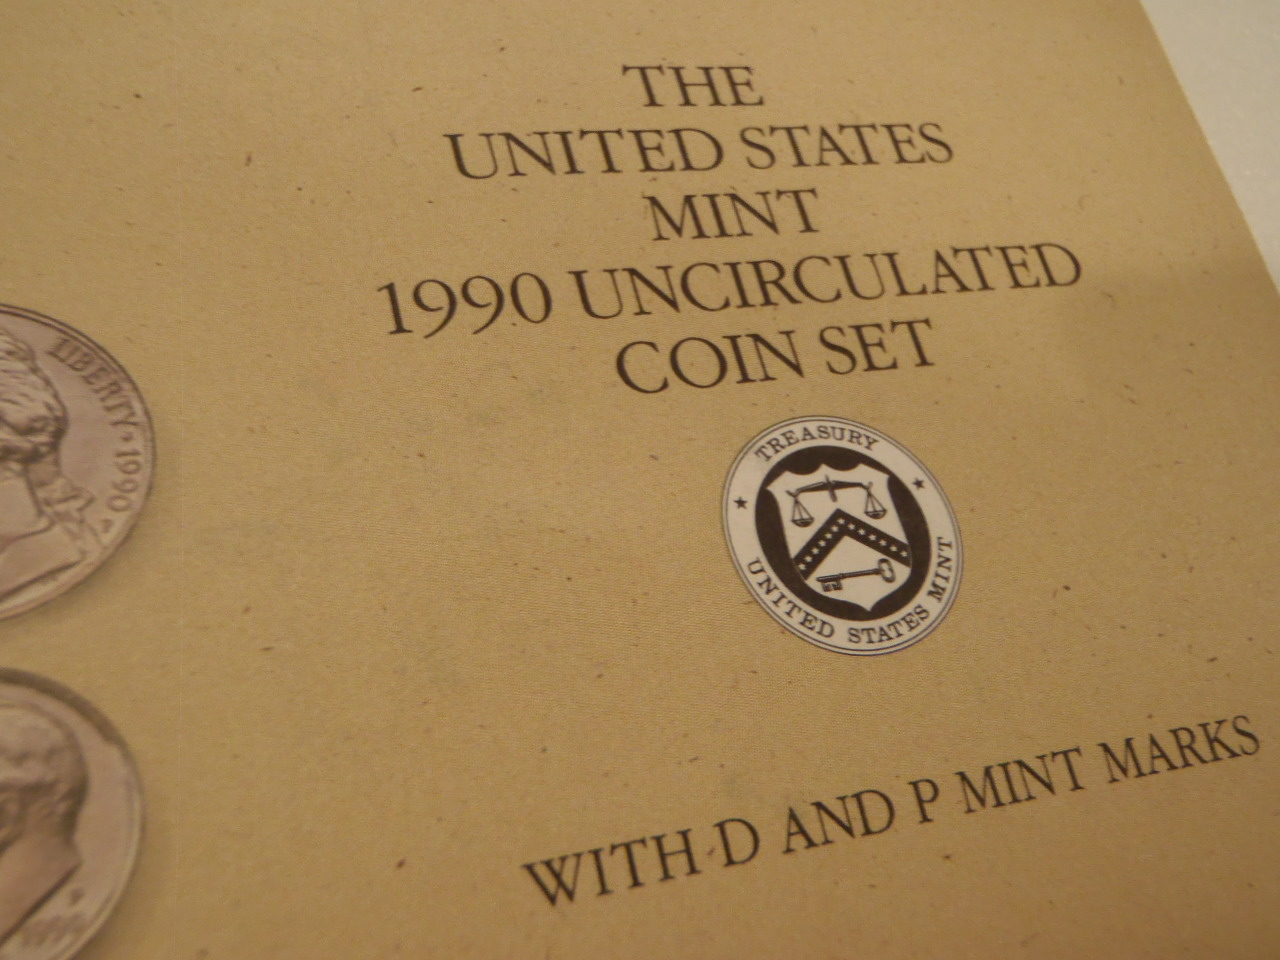 THE
UNITED STATES
MINT
1990 UNCIRCULATED
COIN SET
TREASURY
UNITED STATES MINT
WITH D AND P MINT MARKS
LIBERTY · 1990 P